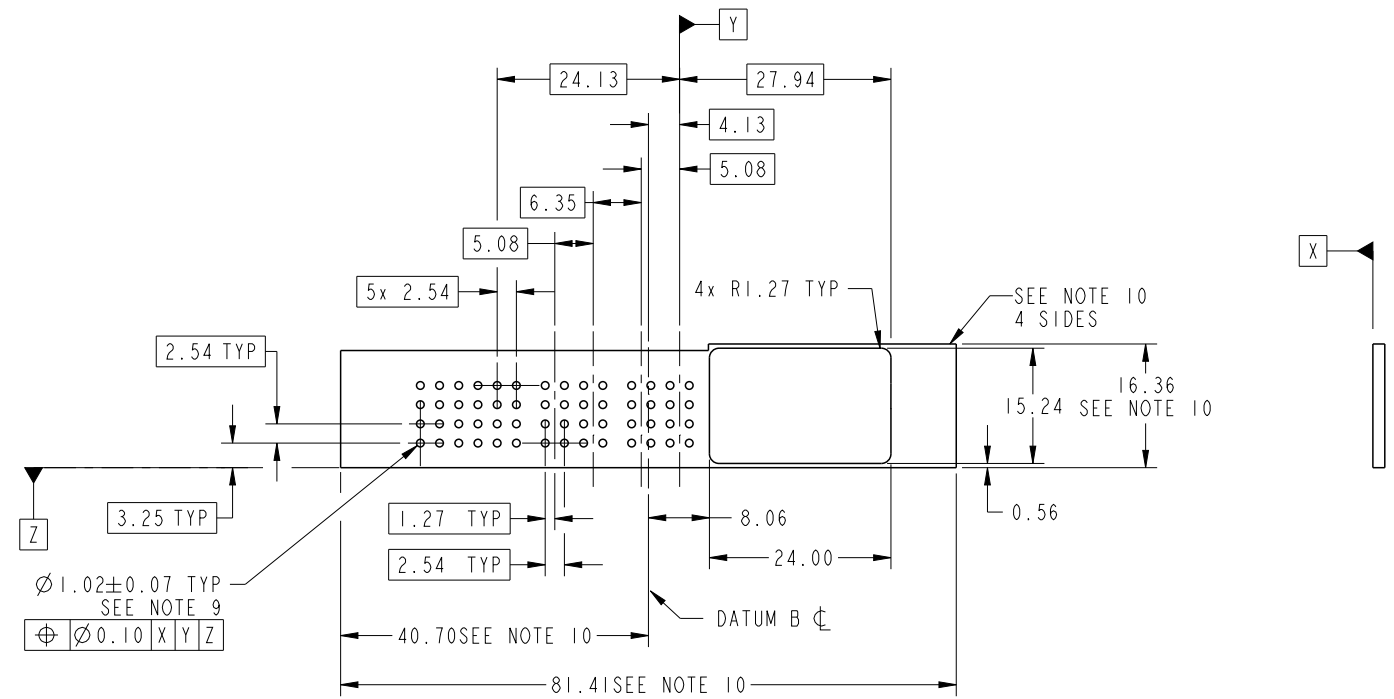 Y
24.13
27.94
4.13
5.08
6.35
5.08
X
5x 2.54
4x R1.27 TYP
SEE NOTE 10
4 SIDES
2.54 TYP
16.36
SEE NOTE 10
15.24
3.25 TYP
1.27 TYP
8.06
0.56
Z
24.00
2.54 TYP
Ø1.02±0.07 TYP
SEE NOTE 9
⌖ Ø0.10 X Y Z
DATUM B ℄
40.70SEE NOTE 10
81.41SEE NOTE 10